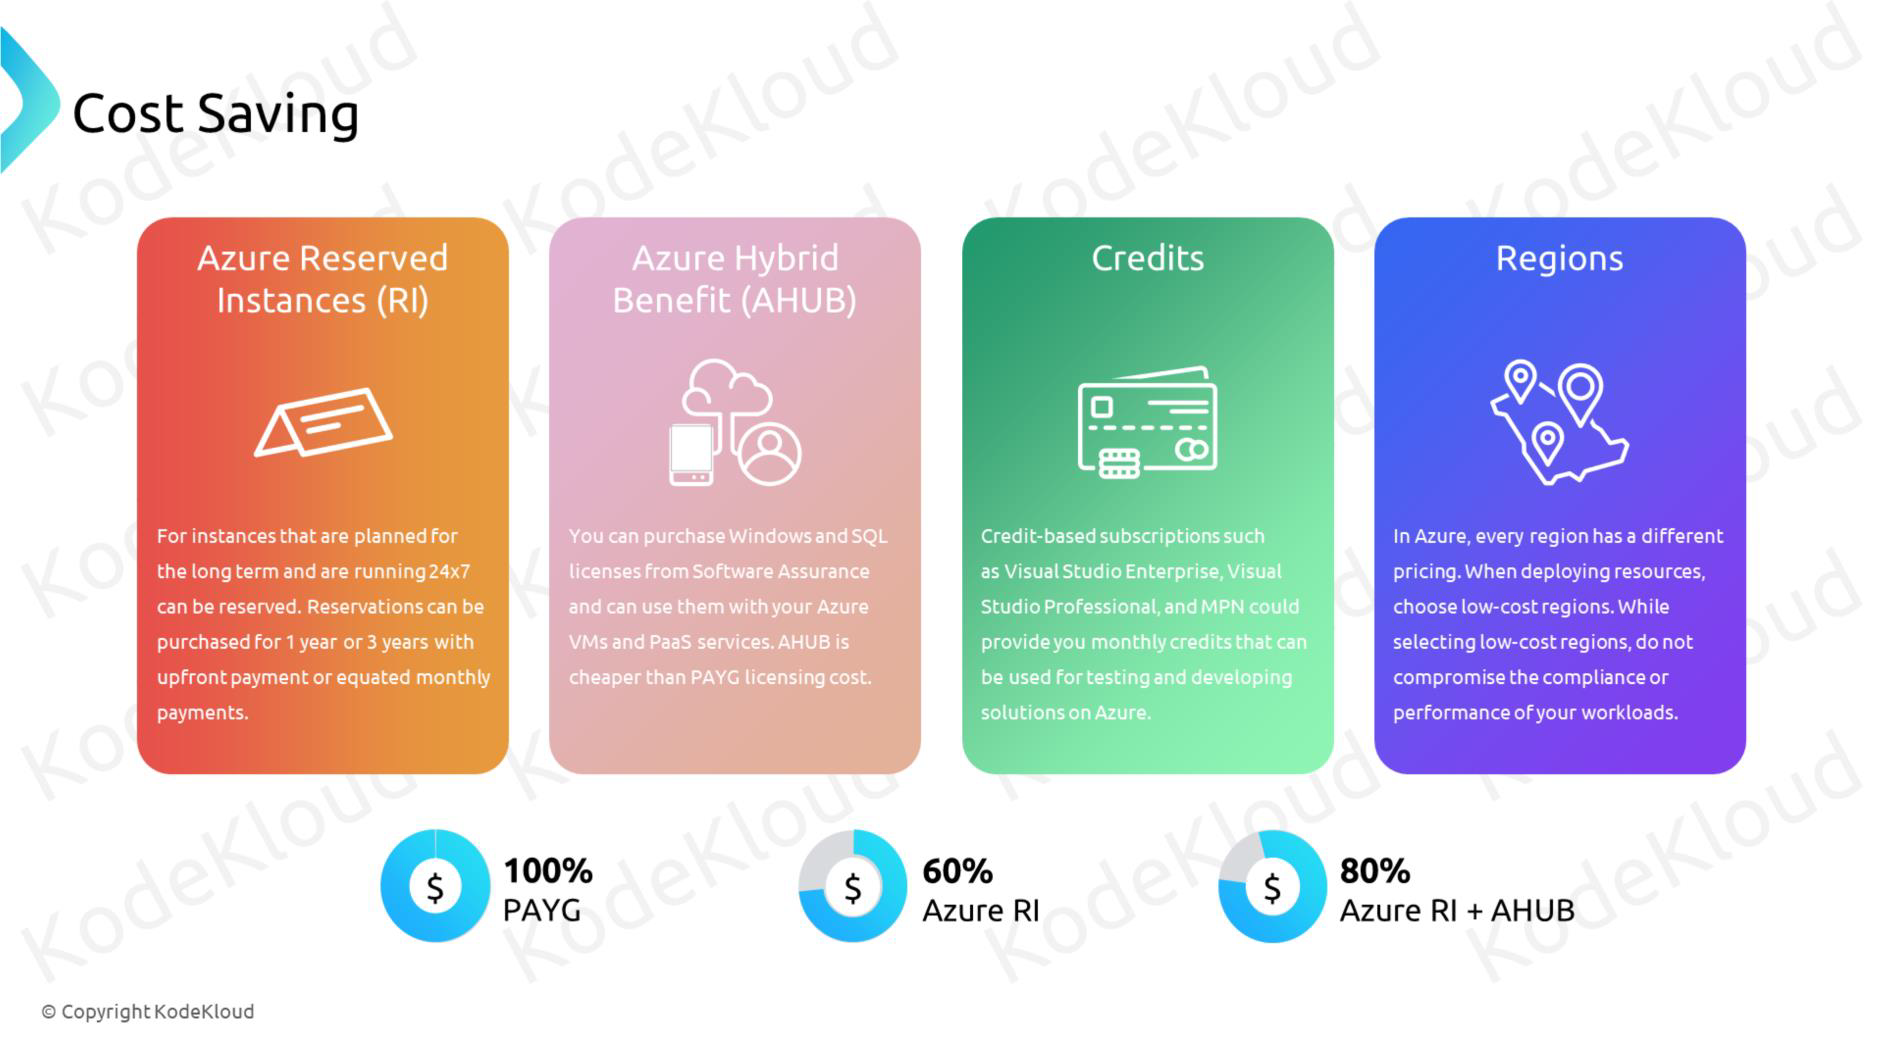 Cost Saving
Azure Reserved
Instances (RI)
For instances that are planned for
the long term and are running 24x7
can be reserved. Reservations can be
purchased for 1 year or 3 years with
upfront payment or equated monthly
payments.
Azure Hybrid
Benefit (AHUB)
You can purchase Windows and SQL
licenses from Software Assurance
and can use them with your Azure
VMs and PaaS services. AHUB is
cheaper than PAYG licensing cost.
Credits
Credit-based subscriptions such
as Visual Studio Enterprise, Visual
Studio Professional, and MPN could
provide you monthly credits that can
be used for testing and developing
solutions on Azure.
Regions
In Azure, every region has a different
pricing. When deploying resources,
choose low-cost regions. While
selecting low-cost regions, do not
compromise the compliance or
performance of your workloads.
$
100%
PAYG
$
60%
Azure RI
$
80%
Azure RI + AHUB
© Copyright KodeKloud
KodeKloud